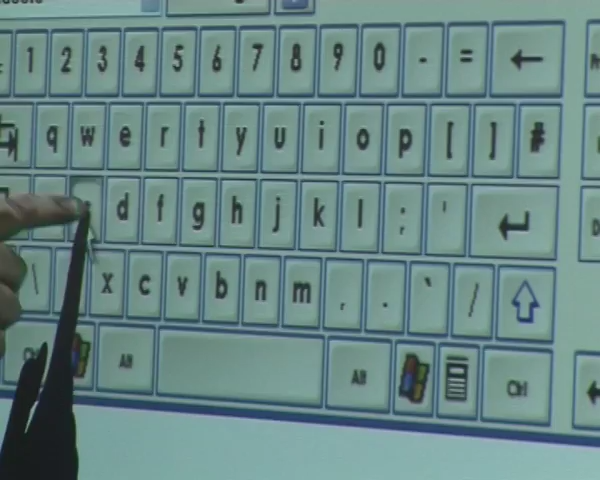 1 2 3 4 5 6 7 8 9 0 - =
q w e r t y u i o p [ ] #
d f g h j k l ; '
\ x c v b n m , . ` /
Alt Alt Ctrl